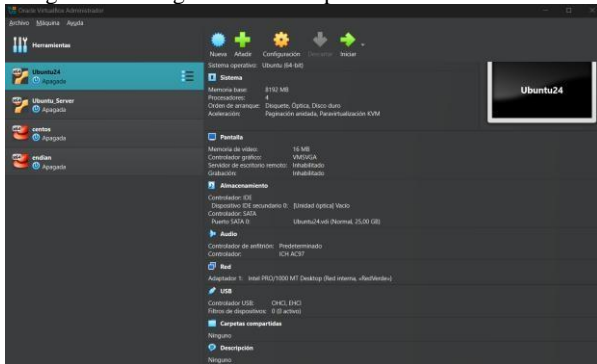 Oracle VirtualBox Administrador
Archivo Máquina Ayuda
Herramientas
Nueva Añadir Configuración Descartar Iniciar
Ubuntu24
Apagada
Ubuntu_Server
Apagada
centos
Apagada
endian
Apagada
Sistema operativo: Ubuntu (64-bit)
Sistema
Memoria base: 8192 MB
Procesadores: 4
Orden de arranque: Disquete, Óptica, Disco duro
Aceleración: Paginación anidada, Paravirtualización KVM
Ubuntu24
Pantalla
Memoria de vídeo: 16 MB
Controlador gráfico: VMSVGA
Servidor de escritorio remoto: Inhabilitado
Grabación: Inhabilitado
Almacenamiento
Controlador: IDE
Dispositivo IDE secundario 0: [Unidad óptica] Vacío
Controlador: SATA
Puerto SATA 0: Ubuntu24.vdi (Normal, 25,00 GB)
Audio
Controlador de anfitrión: Predeterminado
Controlador: ICH AC97
Red
Adaptador 1: Intel PRO/1000 MT Desktop (Red interna, «RedVerde»)
USB
Controlador USB: OHCI, EHCI
Filtros de dispositivos: 0 (0 activo)
Carpetas compartidas
Ninguno
Descripción
Ninguno